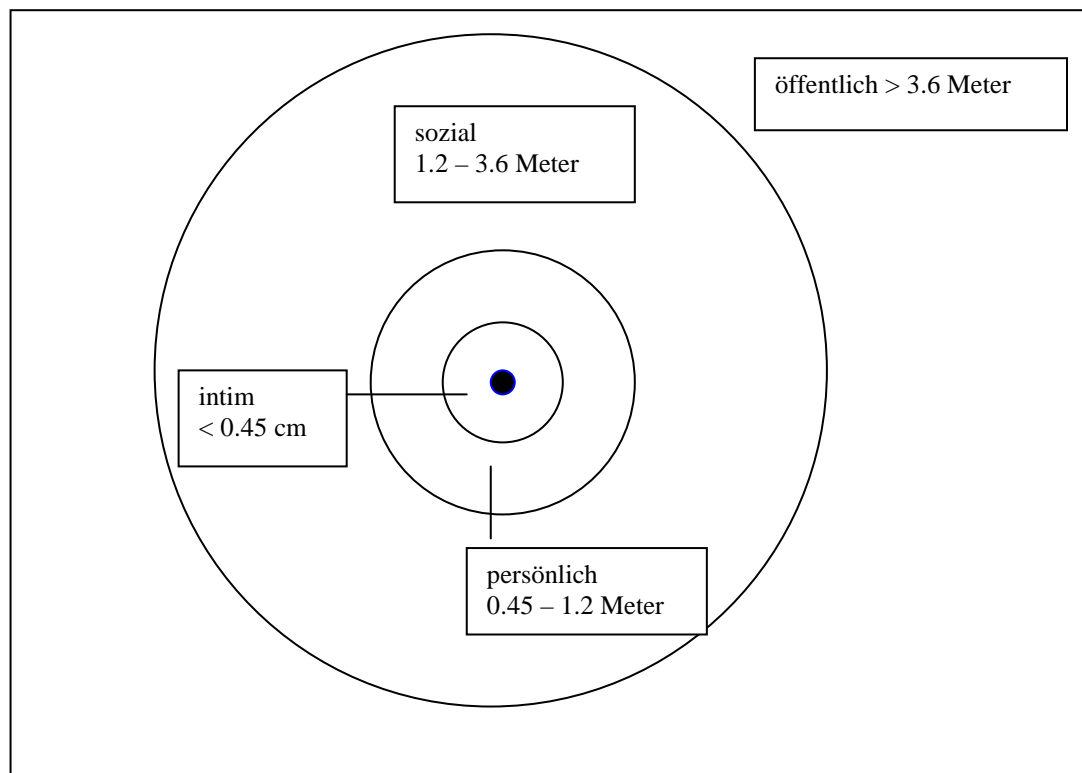 öffentlich > 3.6 Meter
sozial
1.2 – 3.6 Meter
intim
< 0.45 cm
persönlich
0.45 – 1.2 Meter